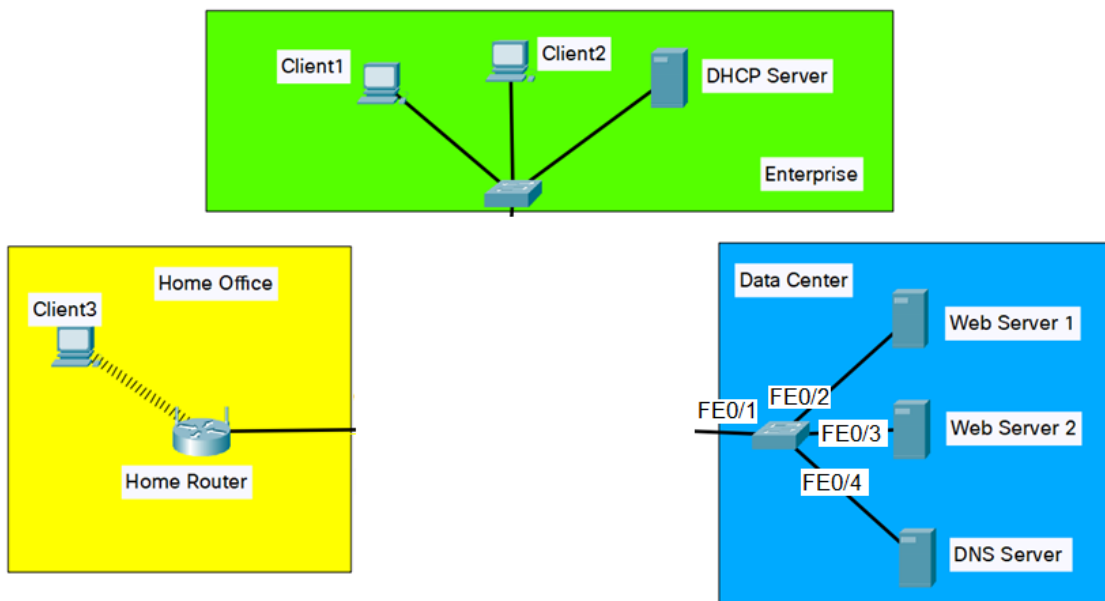 Client1
Client2
DHCP Server
Enterprise
Home Office
Client3
Home Router
Data Center
Web Server 1
FE0/2
FE0/1
FE0/3
Web Server 2
FE0/4
DNS Server